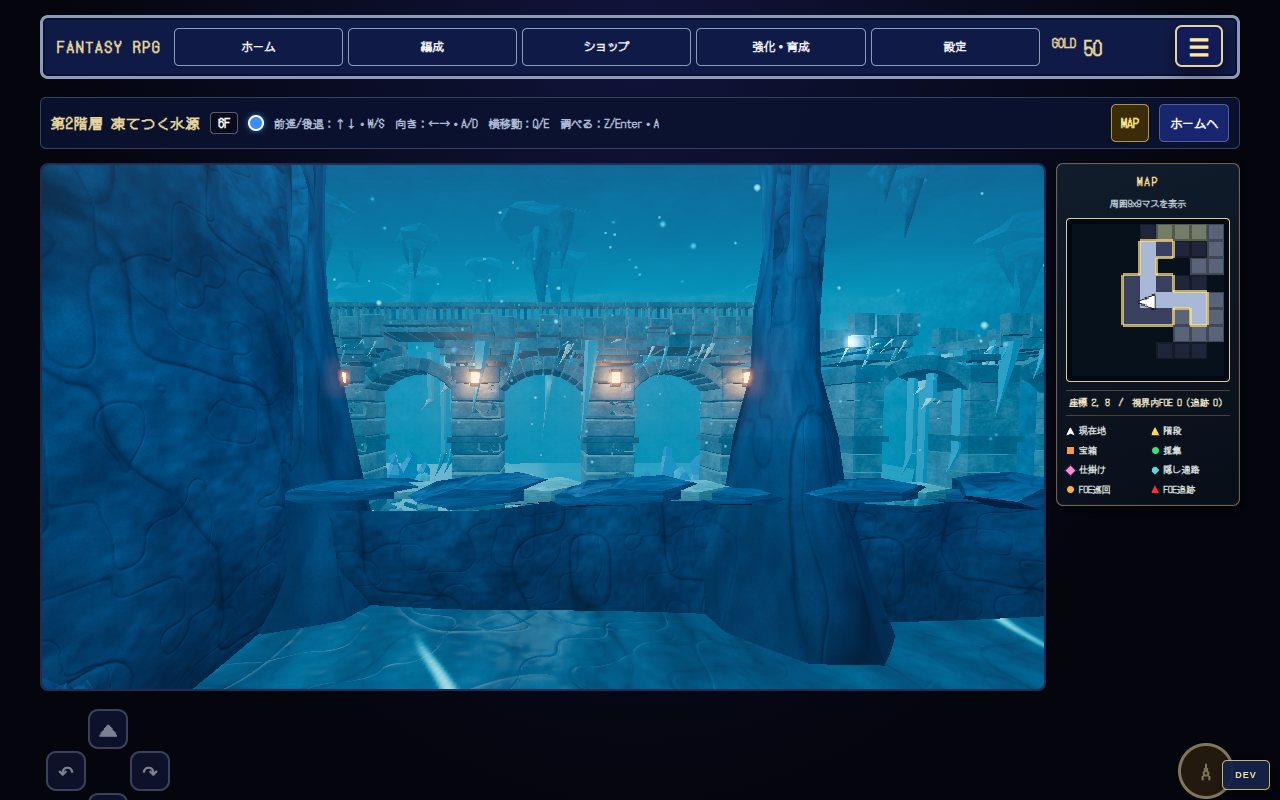 FANTASY RPG
ホーム
編成
ショップ
強化・育成
設定
GOLD 50
第2階層 凍てつく水源
6F
前進/後退：↑↓・W/S 向き：←→・A/D 横移動：Q/E 調べる：Z/Enter・A
MAP
ホームへ
MAP
周囲9x9マスを表示
座標 2, 8 / 視界内FOE 0（追跡 0）
現在地
階段
宝箱
採集
仕掛け
隠し通路
FOE巡回
FOE追跡
A
DEV